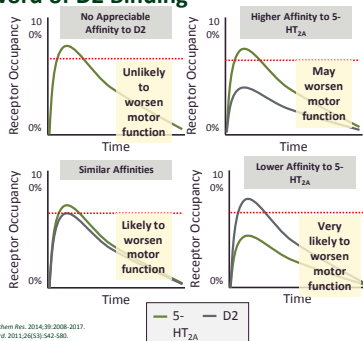 D2 Binding
No Appreciable
Affinity to D2
10
0%
Receptor Occupancy
0%
Unlikely
to
worsen
motor
function
Time
Higher Affinity to 5-
HT2A
10
0%
Receptor Occupancy
0%
May
worsen
motor
function
Time
Similar Affinities
10
0%
Receptor Occupancy
0%
Likely to
worsen
motor
function
Time
Lower Affinity to 5-
HT2A
10
0%
Receptor Occupancy
0%
Very
likely to
worsen
motor
function
Time
5-
HT2A
D2
Res. 2014;39:2008-2017.
2011;26(S3):S42-S80.